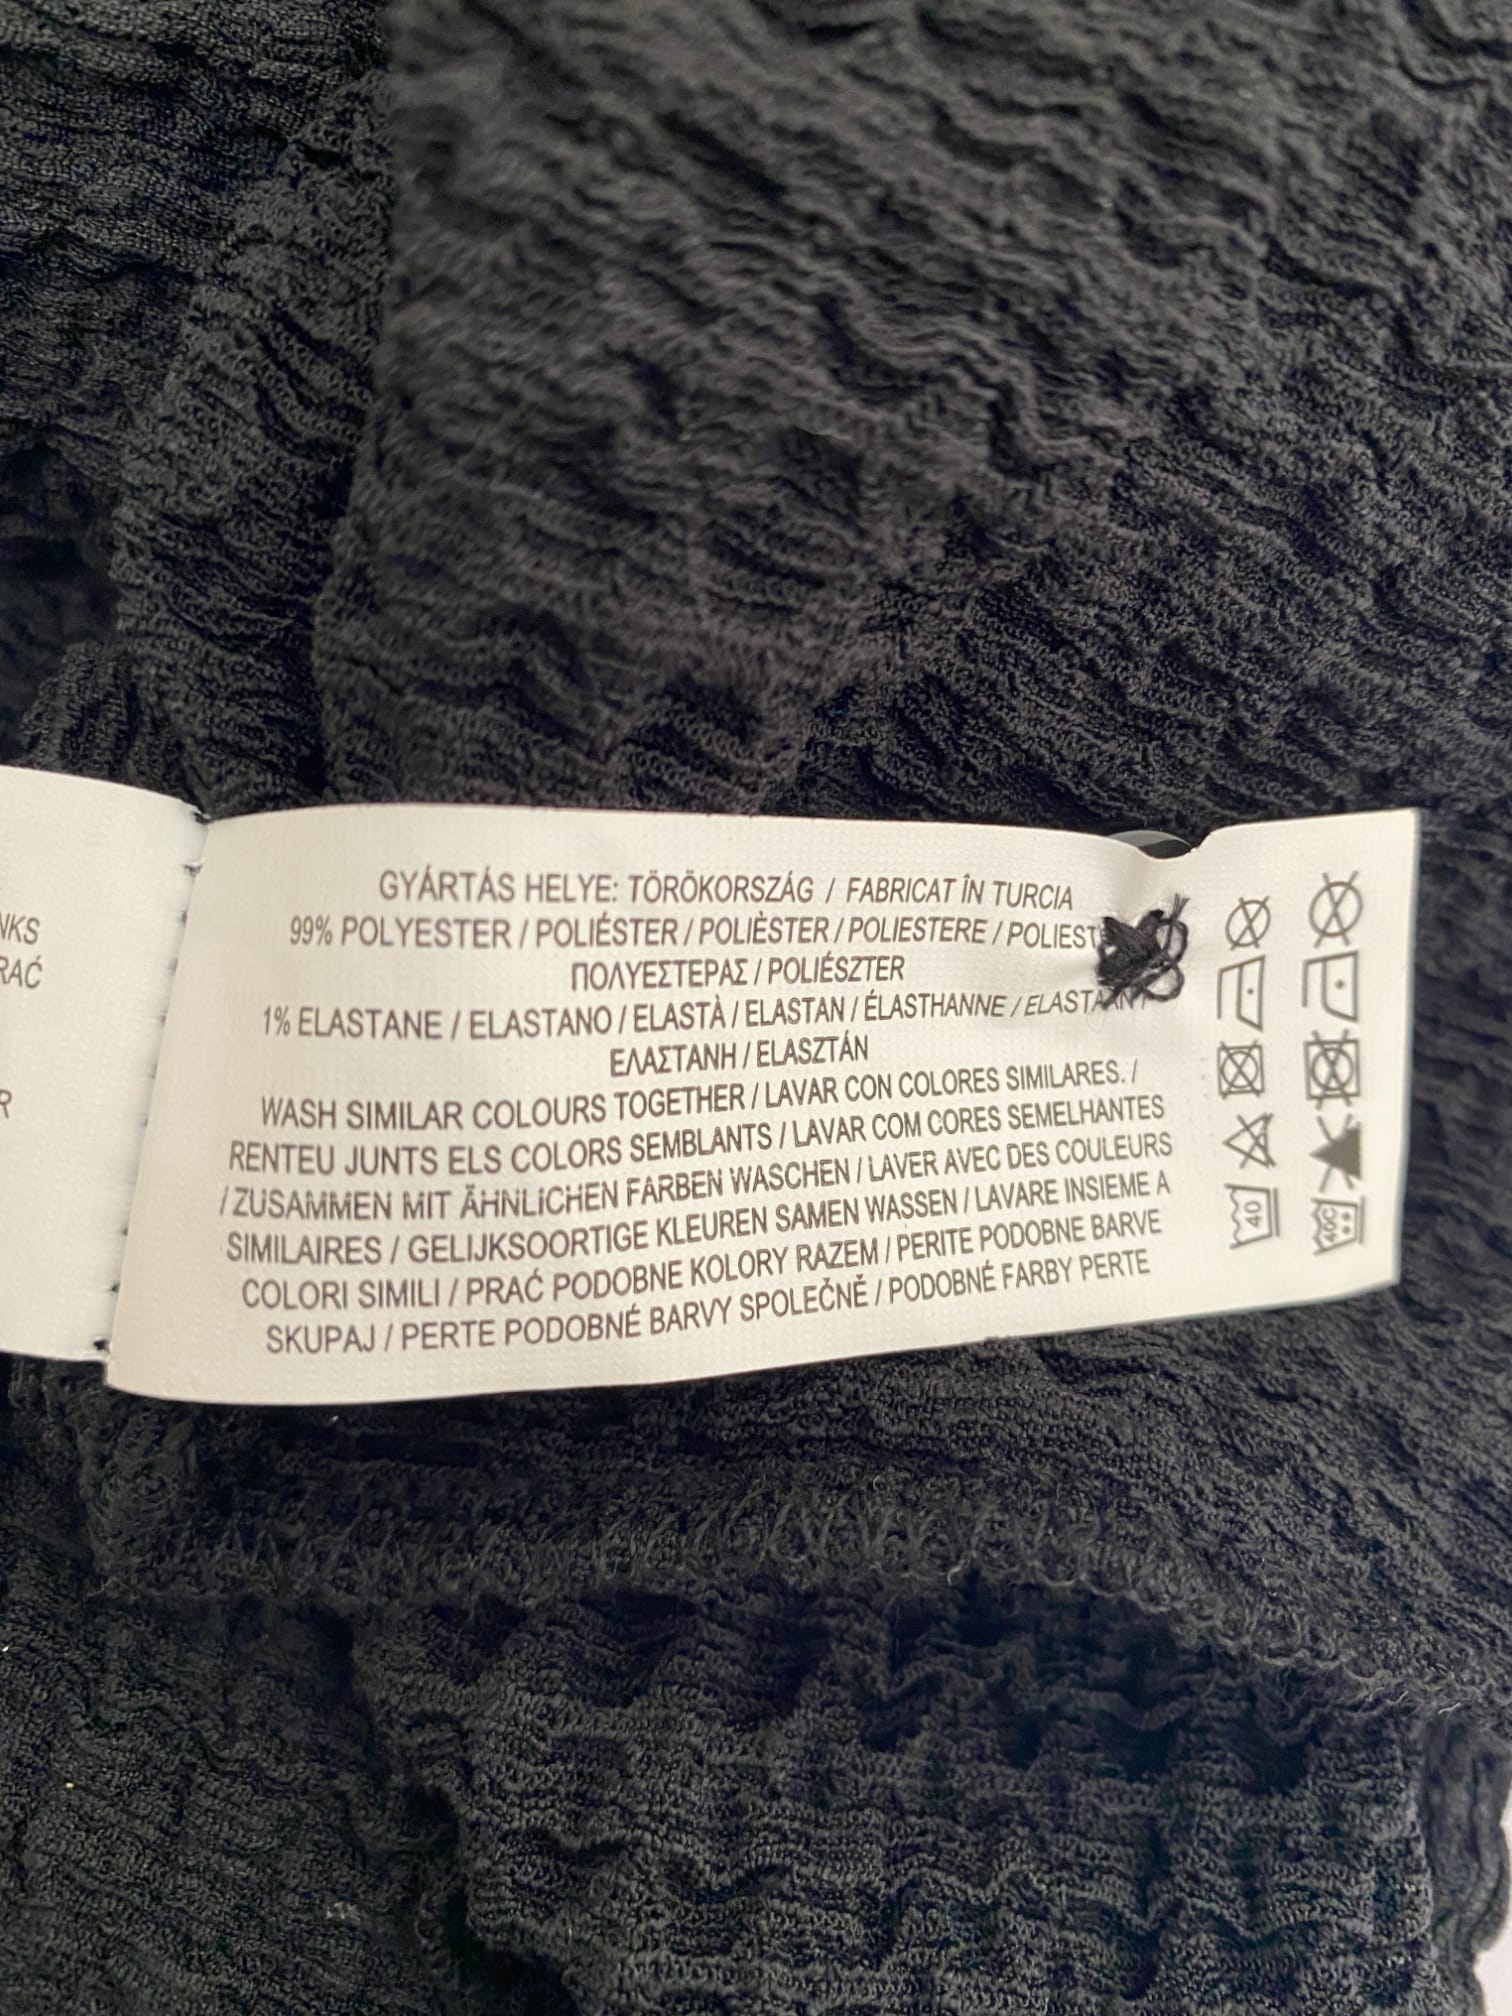 NKS
RAĆ
R
GYÁRTÁS HELYE: TÖRÖKORSZÁG / FABRICAT ÎN TURCIA
99% POLYESTER / POLIÉSTER / POLIÈSTER / POLIESTERE /
ΠΟΛΥΕΣΤΕΡΑΣ / POLIÉSZTER
1% ELASTANE / ELASTANO / ELASTÀ / ELASTAN / ÉLASTHANNE /
ΕΛΑΣΤΑΝΗ / ELASZTÁN
WASH SIMILAR COLOURS TOGETHER / LAVAR CON COLORES SIMILARES. /
RENTEU JUNTS ELS COLORS SEMBLANTS / LAVAR COM CORES SEMELHANTES
/ ZUSAMMEN MIT ÄHNLICHEN FARBEN WASCHEN / LAVER AVEC DES COULEURS
SIMILAIRES / GELIJKSOORTIGE KLEUREN SAMEN WASSEN / LAVARE INSIEME A
COLORI SIMILI / PRAĆ PODOBNE KOLORY RAZEM / PERITE PODOBNE BARVE
SKUPAJ / PERTE PODOBNÉ BARVY SPOLEČNĚ / PODOBNÉ FARBY PERTE
40
40C